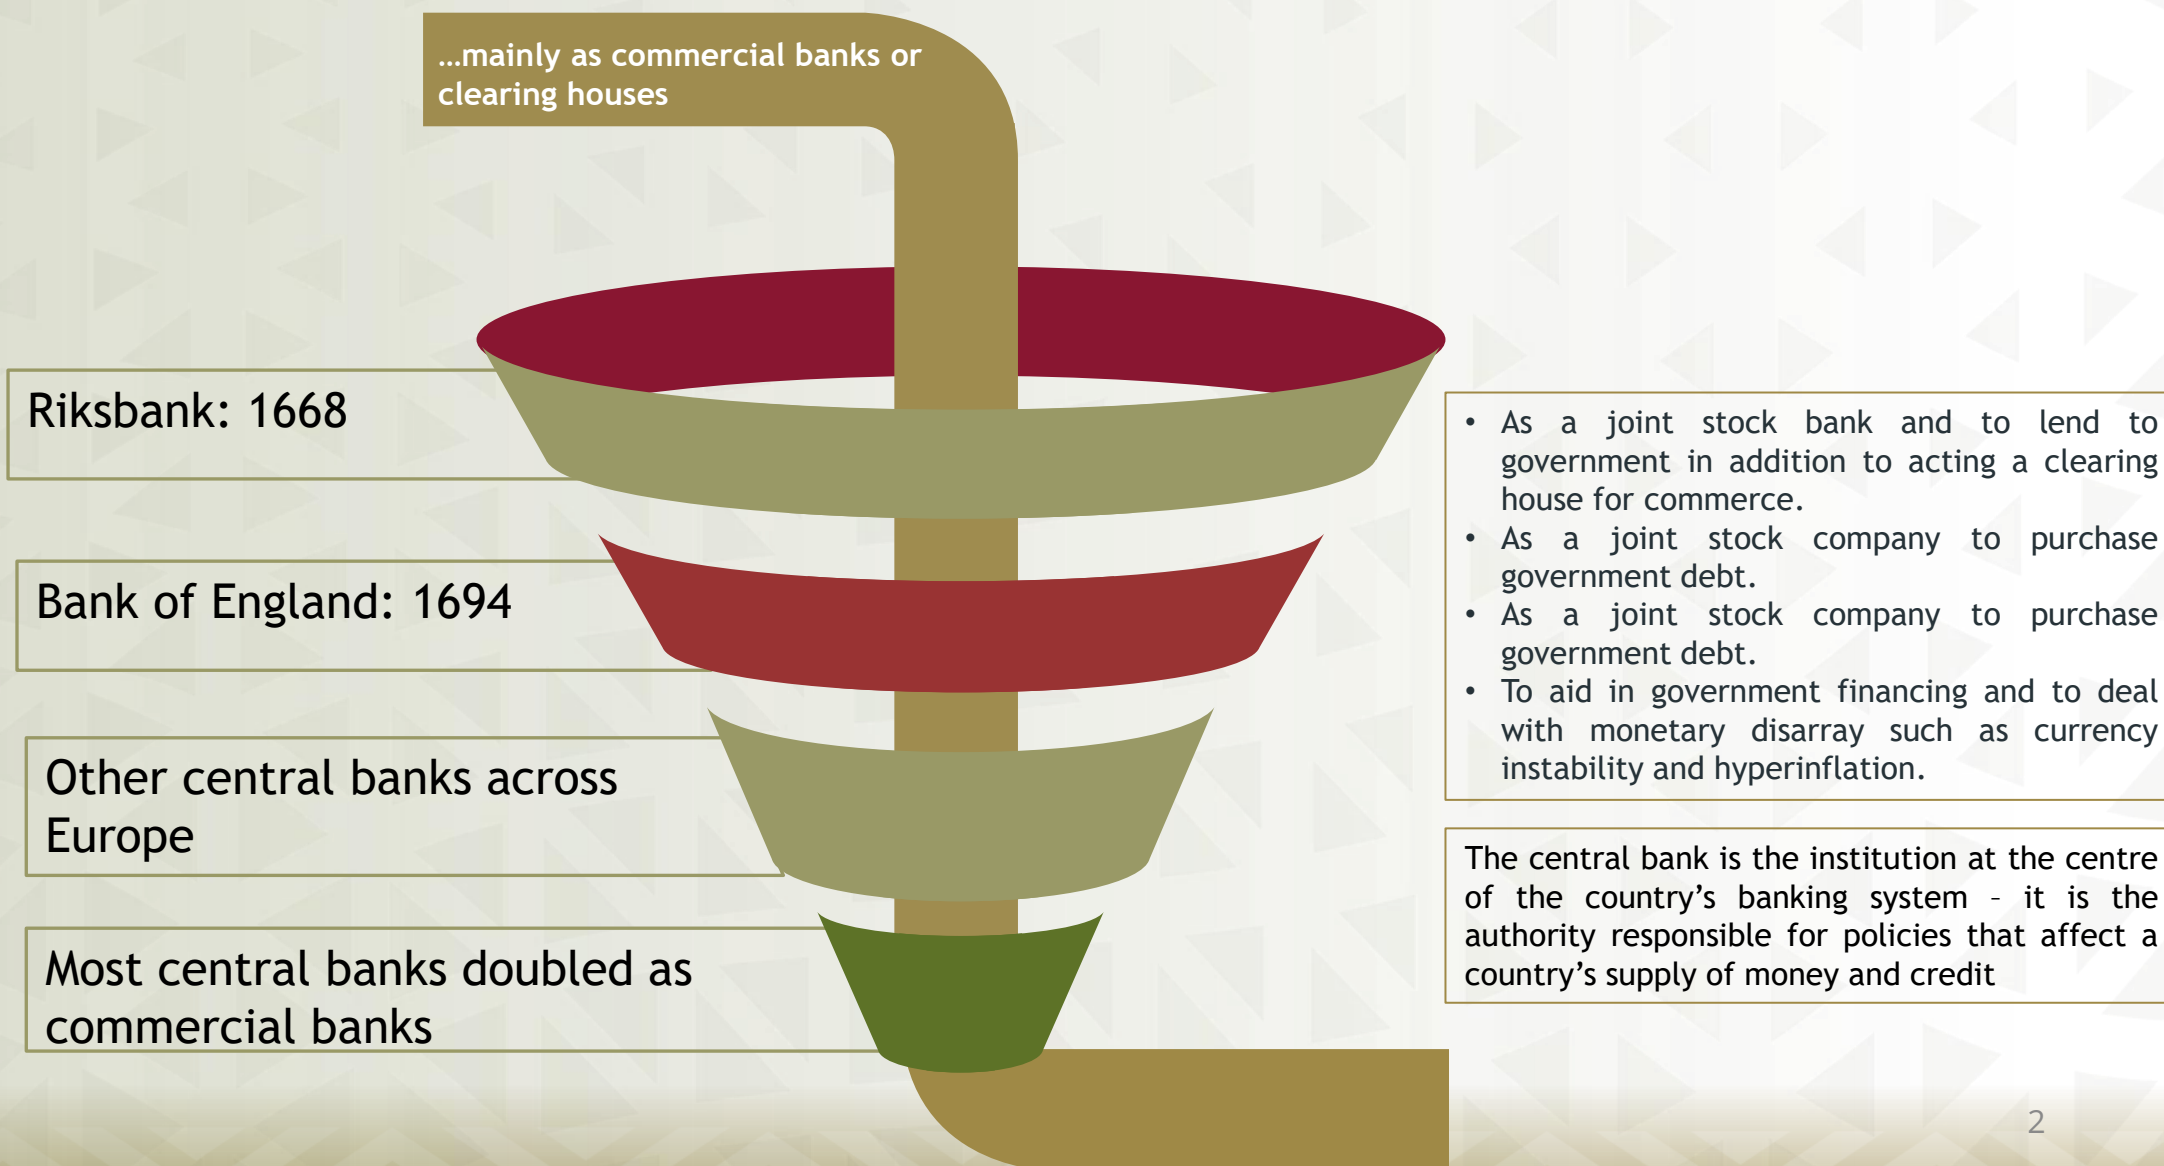 …mainly as commercial banks or
clearing houses
Riksbank: 1668
Bank of England: 1694
Other central banks across
Europe
Most central banks doubled as
commercial banks
• As a joint stock bank and to lend to
government in addition to acting a clearing
house for commerce.
• As a joint stock company to purchase
government debt.
• As a joint stock company to purchase
government debt.
• To aid in government financing and to deal
with monetary disarray such as currency
instability and hyperinflation.
The central bank is the institution at the centre
of the country’s banking system – it is the
authority responsible for policies that affect a
country’s supply of money and credit
2